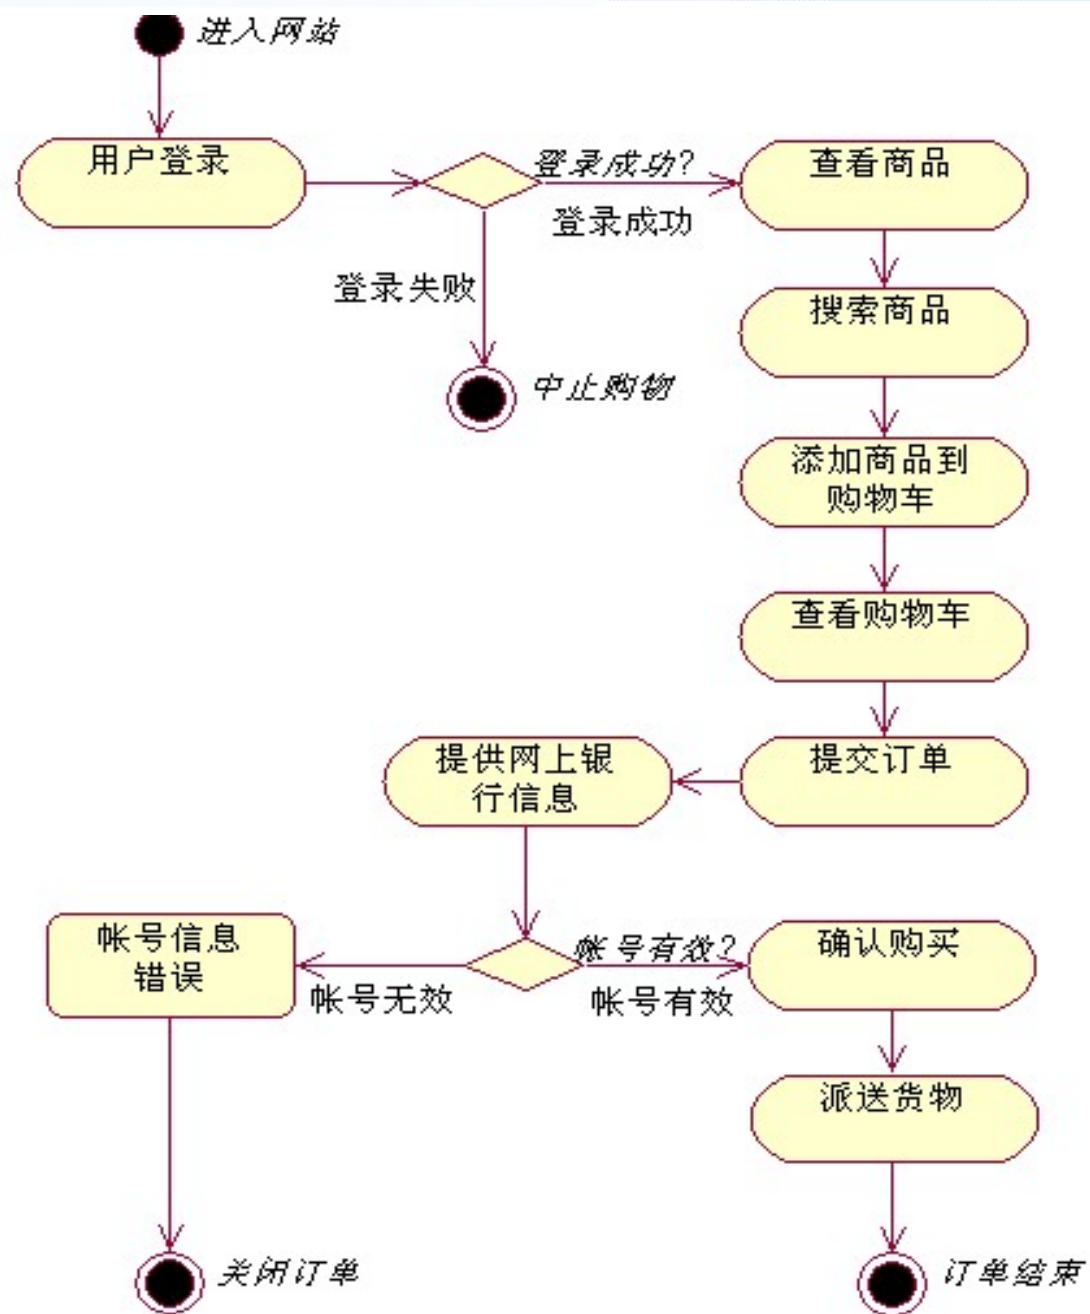 进入网站
用户登录
登录成功?
查看商品
登录成功
登录失败
搜索商品
中止购物
添加商品到
购物车
查看购物车
提供网上银
行信息
提交订单
帐号信息
错误
帐号有效?
确认购买
帐号无效
帐号有效
派送货物
关闭订单
订单结束